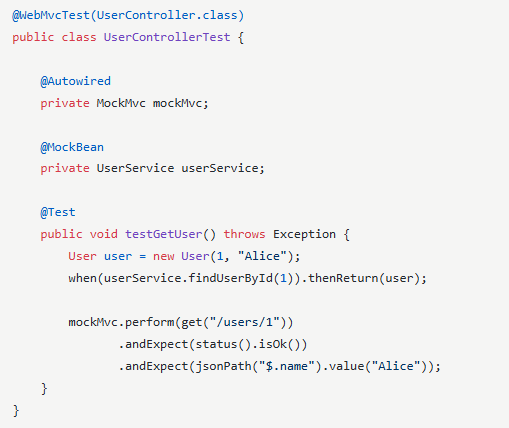 @WebMvcTest(UserController.class)
public class UserControllerTest {

    @Autowired
    private MockMvc mockMvc;

    @MockBean
    private UserService userService;

    @Test
    public void testGetUser() throws Exception {
        User user = new User(1, "Alice");
        when(userService.findUserById(1)).thenReturn(user);

        mockMvc.perform(get("/users/1"))
               .andExpect(status().isOk())
               .andExpect(jsonPath("$.name").value("Alice"));
    }
}